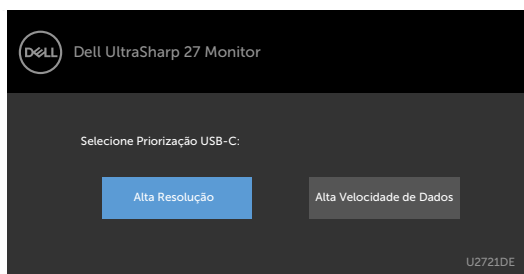 DELL Dell UltraSharp 27 Monitor
Selecione Priorização USB-C:
Alta Resolução Alta Velocidade de Dados
U2721DE